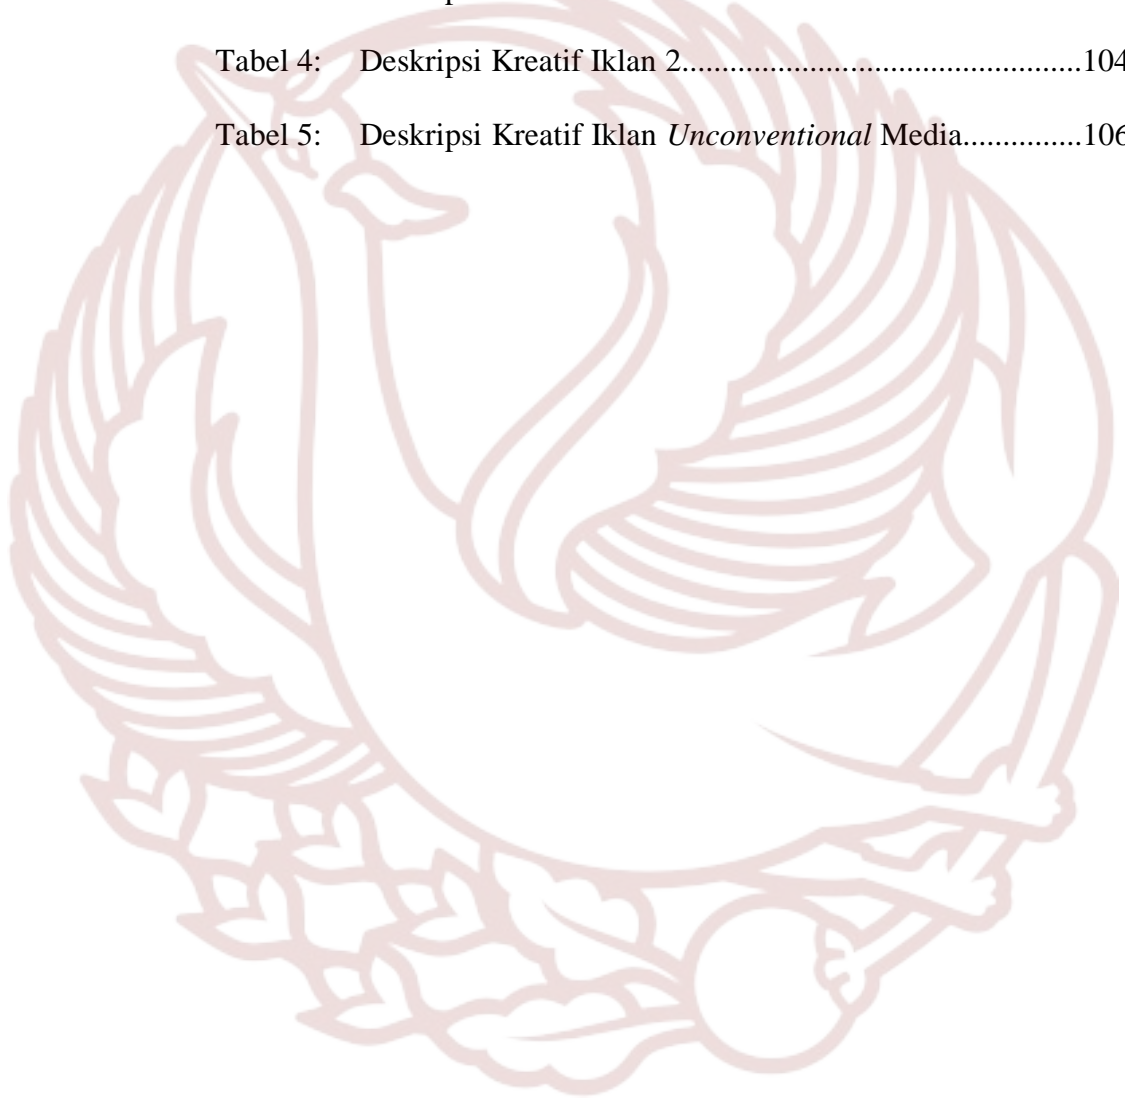 Tabel 4: Deskripsi Kreatif Iklan 2............................................104
Tabel 5: Deskripsi Kreatif Iklan Unconventional Media..............106